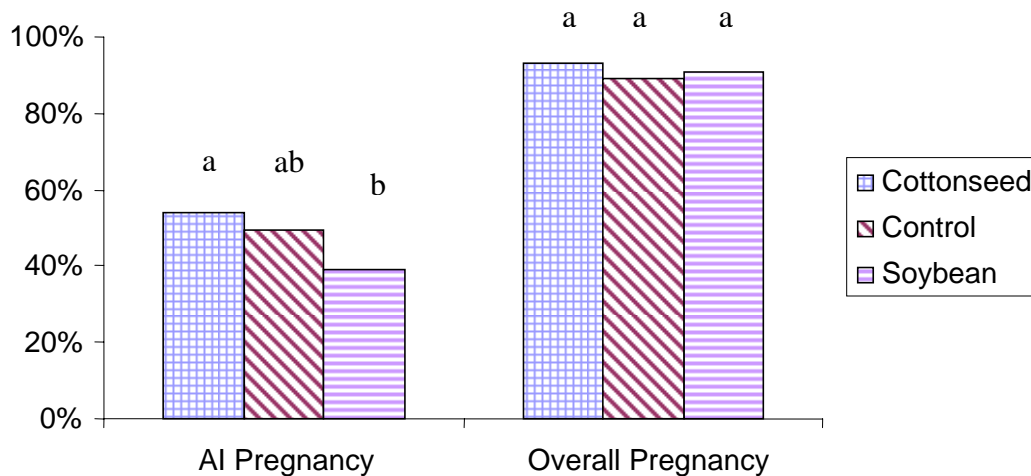 100%
80%
60%
40%
20%
0%
a ab b
a a a
AI Pregnancy
Overall Pregnancy
Cottonseed
Control
Soybean